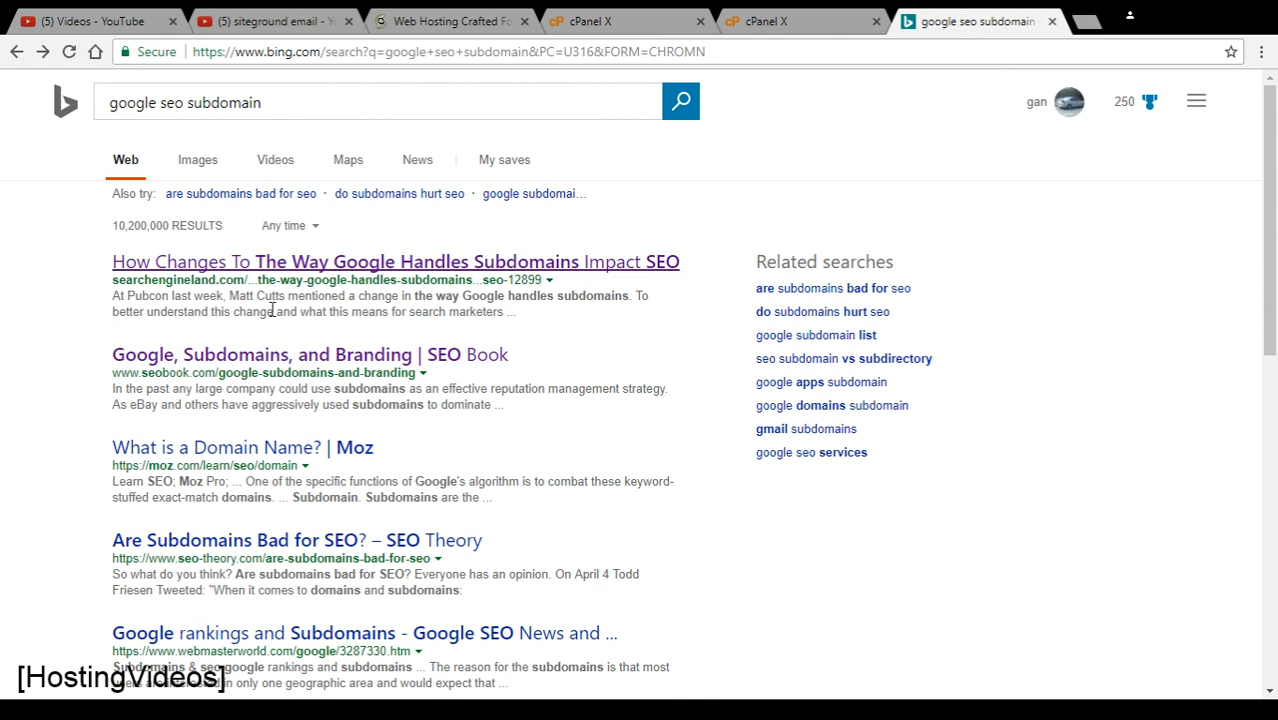 (5) Videos - YouTube
(5) siteground email -
Web Hosting Crafted Fo
cPanel X
cPanel X
google seo subdomain
Secure
https://www.bing.com/search?q=google+seo+subdomain&PC=U316&FORM=CHROMN
google seo subdomain
gan
250
Web
Images
Videos
Maps
News
My saves
Also try: are subdomains bad for seo · do subdomains hurt seo · google subdomai...
10,200,000 RESULTS
Any time
How Changes To The Way Google Handles Subdomains Impact SEO
searchengineland.com/...the-way-google-handles-subdomains...seo-12899
At Pubcon last week, Matt Cutts mentioned a change in the way Google handles subdomains. To
better understand this change and what this means for search marketers ...
Google, Subdomains, and Branding | SEO Book
www.seobook.com/google-subdomains-and-branding
In the past any large company could use subdomains as an effective reputation management strategy.
As eBay and others have aggressively used subdomains to dominate ...
What is a Domain Name? | Moz
https://moz.com/learn/seo/domain
Learn SEO; Moz Pro; ... One of the specific functions of Google's algorithm is to combat these keyword-
stuffed exact-match domains. ... Subdomain. Subdomains are the ...
Are Subdomains Bad for SEO? – SEO Theory
https://www.seo-theory.com/are-subdomains-bad-for-seo
So what do you think? Are subdomains bad for SEO? Everyone has an opinion. On April 4 Todd
Friesen Tweeted: "When it comes to domains and subdomains:
Google rankings and Subdomains - Google SEO News and ...
https://www.webmasterworld.com/google/3287330.htm
Subdomains & seo google rankings and subdomains ... The reason for the subdomains is that most
users are interested in only one geographic area and would expect that ...
Related searches
are subdomains bad for seo
do subdomains hurt seo
google subdomain list
seo subdomain vs subdirectory
google apps subdomain
google domains subdomain
gmail subdomains
google seo services
[HostingVideos]